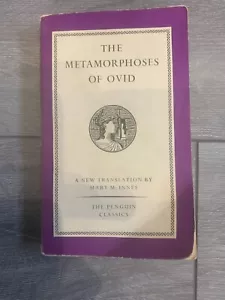 THE
METAMORPHOSES
OF OVID
A NEW TRANSLATION BY
MARY M. INNES
THE PENGUIN
CLASSICS